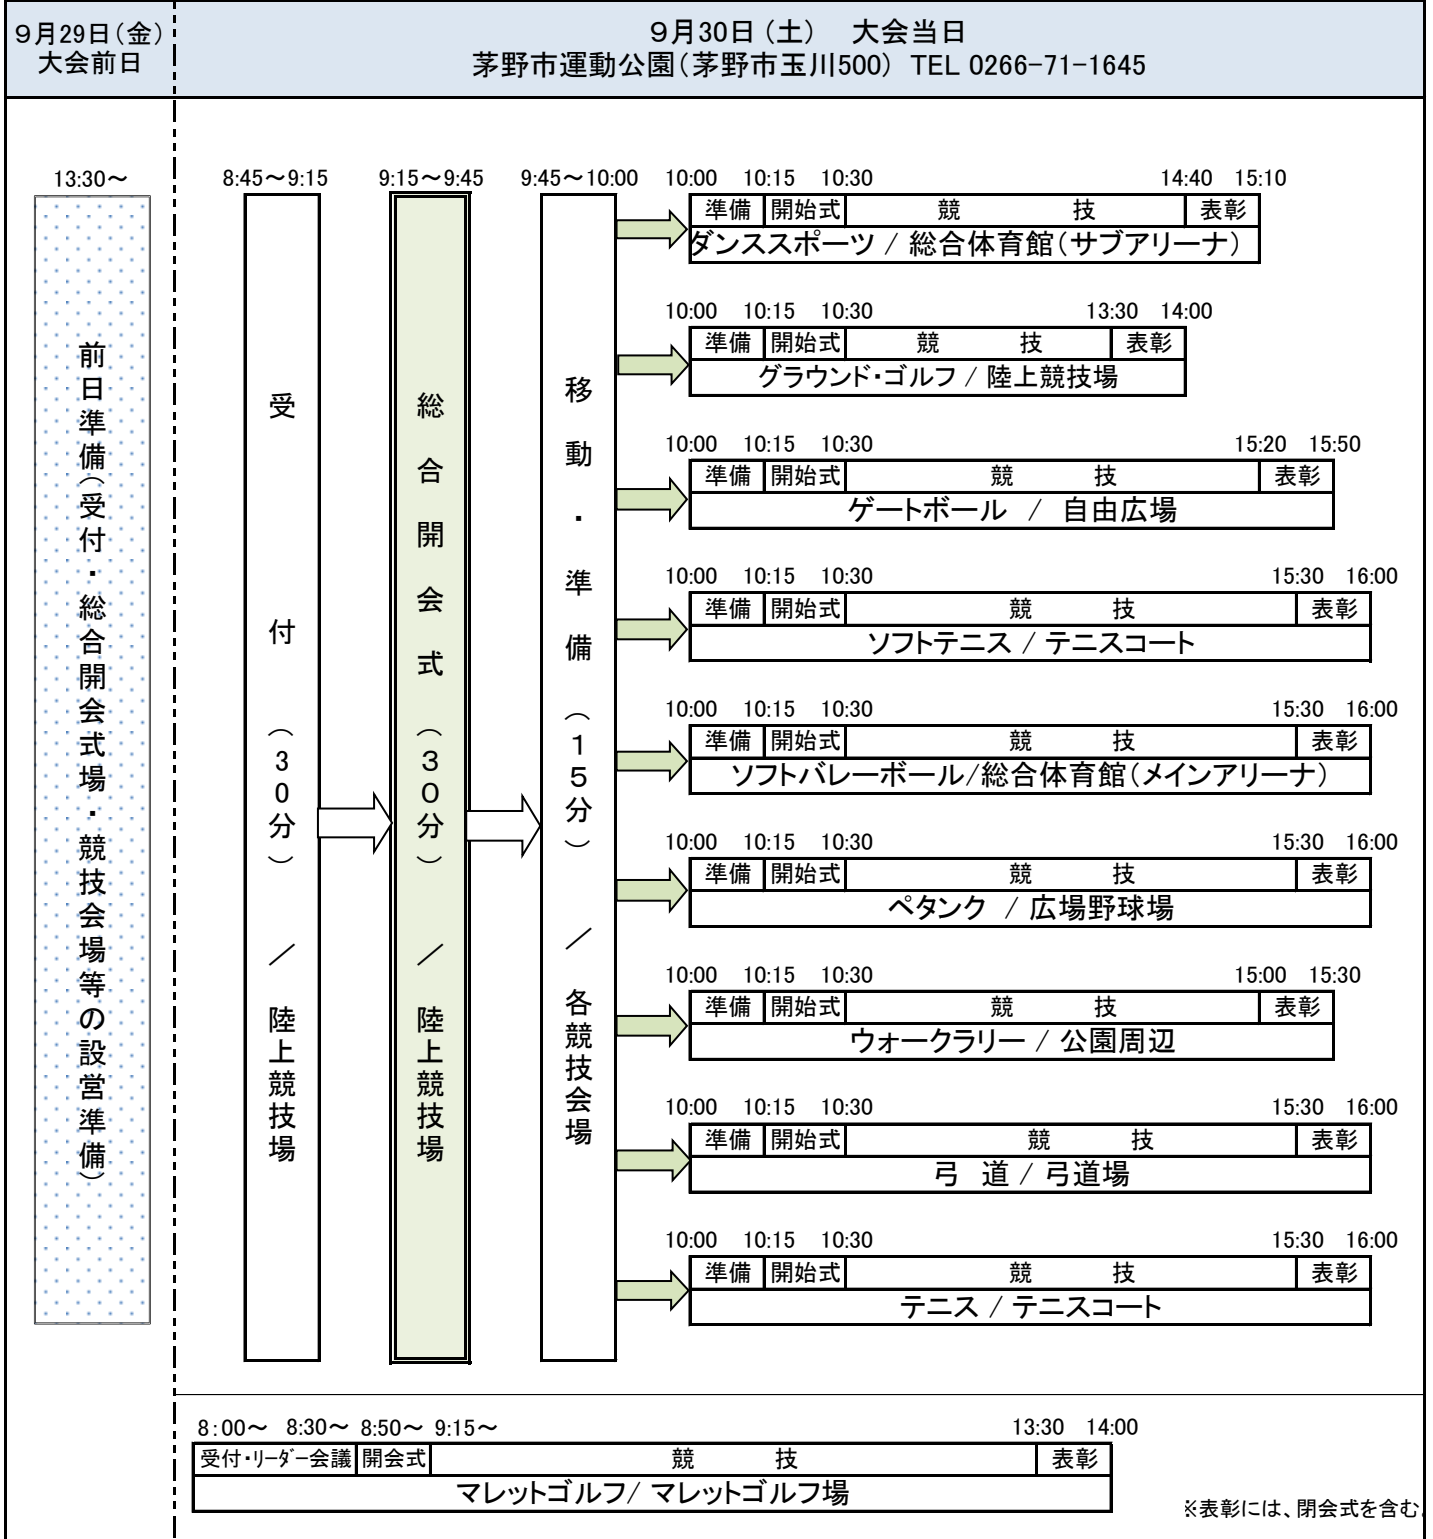 9月29日(金)
大会前日
9月30日(土) 大会当日
茅野市運動公園(茅野市玉川500) TEL 0266-71-1645
13:30～
前日準備(受付・総合開会式場・競技会場等の設営準備)
8:45～9:15
受付(30分) / 陸上競技場
9:15～9:45
総合開会式(30分) / 陸上競技場
9:45～10:00
移動・準備(15分) / 各競技会場
10:00 10:15 10:30 14:40 15:10
準備 開始式 競技 表彰
ダンススポーツ / 総合体育館(サブアリーナ)
10:00 10:15 10:30 13:30 14:00
準備 開始式 競技 表彰
グラウンド・ゴルフ / 陸上競技場
10:00 10:15 10:30 15:20 15:50
準備 開始式 競技 表彰
ゲートボール / 自由広場
10:00 10:15 10:30 15:30 16:00
準備 開始式 競技 表彰
ソフトテニス / テニスコート
10:00 10:15 10:30 15:30 16:00
準備 開始式 競技 表彰
ソフトバレーボール/総合体育館(メインアリーナ)
10:00 10:15 10:30 15:30 16:00
準備 開始式 競技 表彰
ペタンク / 広場野球場
10:00 10:15 10:30 15:00 15:30
準備 開始式 競技 表彰
ウォークラリー / 公園周辺
10:00 10:15 10:30 15:30 16:00
準備 開始式 競技 表彰
弓 道 / 弓道場
10:00 10:15 10:30 15:30 16:00
準備 開始式 競技 表彰
テニス / テニスコート
8:00～ 8:30～ 8:50～ 9:15～ 13:30 14:00
受付・ﾘｰﾀﾞｰ会議 開会式 競技 表彰
マレットゴルフ/ マレットゴルフ場
※表彰には、閉会式を含む。